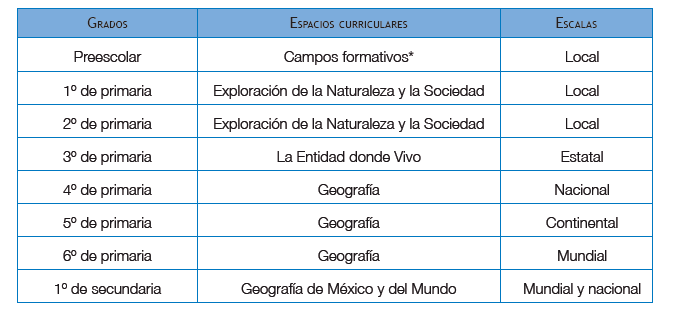 Grados Espacios curriculares Escalas
Preescolar Campos formativos* Local
1º de primaria Exploración de la Naturaleza y la Sociedad Local
2º de primaria Exploración de la Naturaleza y la Sociedad Local
3º de primaria La Entidad donde Vivo Estatal
4º de primaria Geografía Nacional
5º de primaria Geografía Continental
6º de primaria Geografía Mundial
1º de secundaria Geografía de México y del Mundo Mundial y nacional